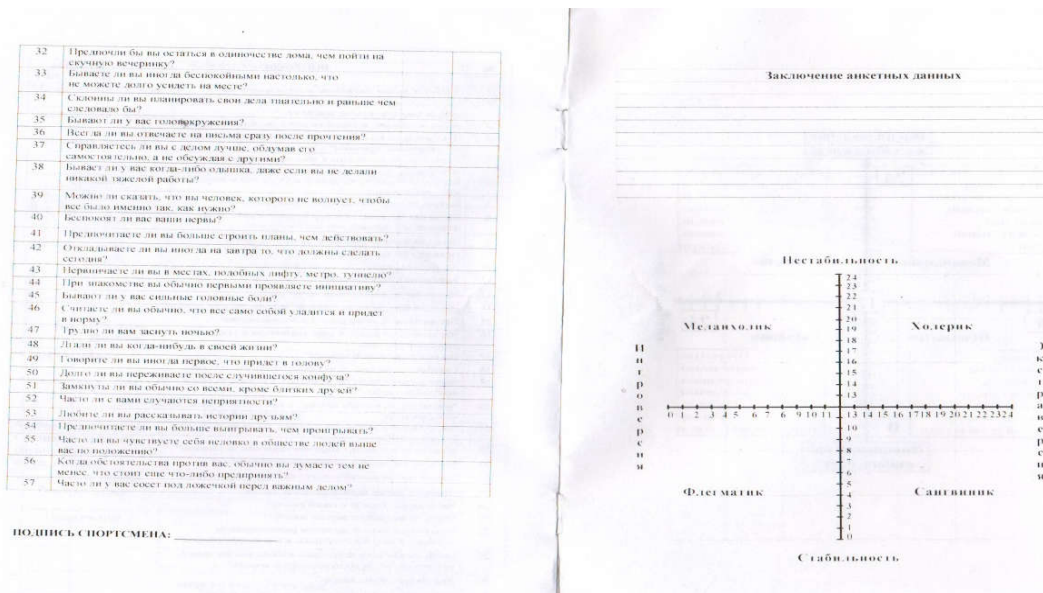 32 Предпочли бы вы остаться в одиночестве дома, чем пойти на
скучную вечеринку?
33 Бываете ли вы иногда беспокойными настолько, что
не можете долго усидеть на месте?
34 Склонны ли вы планировать свои дела тщательно и раньше чем
следовало бы?
35 Бывают ли у вас головокружения?
36 Всегда ли вы отвечаете на письма сразу после прочтения?
37 Справляетесь ли вы с делом лучше, обдумав его
самостоятельно, а не обсуждая с другими?
38 Бывает ли у вас когда-либо одышка, даже если вы не делали
никакой тяжелой работы?
39 Можно ли сказать, что вы человек, которого не волнует, чтобы
все было именно так, как нужно?
40 Беспокоят ли вас ваши нервы?
41 Предпочитаете ли вы больше строить планы, чем действовать?
42 Откладываете ли вы иногда на завтра то, что должны сделать
сегодня?
43 Нервничаете ли вы в местах, подобных лифту, метро, туннелю?
44 При знакомстве вы обычно первыми проявляете инициативу?
45 Бывают ли у вас сильные головные боли?
46 Считаете ли вы обычно, что все само собой уладится и придет
в норму?
47 Трудно ли вам заснуть ночью?
48 Лгали ли вы когда-нибудь в своей жизни?
49 Говорите ли вы иногда первое, что придет в голову?
50 Долго ли вы переживаете после случившегося конфуза?
51 Замкнуты ли вы обычно со всеми, кроме близких друзей?
52 Часто ли с вами случаются неприятности?
53 Любите ли вы рассказывать истории друзьям?
54 Предпочитаете ли вы больше выигрывать, чем проигрывать?
55 Часто ли вы чувствуете себя неловко в обществе людей выше
вас по положению?
56 Когда обстоятельства против вас, обычно вы думаете тем не
менее, что стоит еще что-либо предпринять?
57 Часто ли у вас сосет под ложечкой перед важным делом?
ПОДПИСЬ СПОРТСМЕНА:
Заключение анкетных данных
Нестабильность
24
23
22
21
20
19
18
17
16
15
14
13
Меланхолик Холерик
Интроверсия
0 1 2 3 4 5 6 7 8 9 10 11 13 14 15 16 17 18 19 20 21 22 23 24
10
9
8
7
6
5
4
3
2
1
0
Флегматик Сангвиник
Стабильность